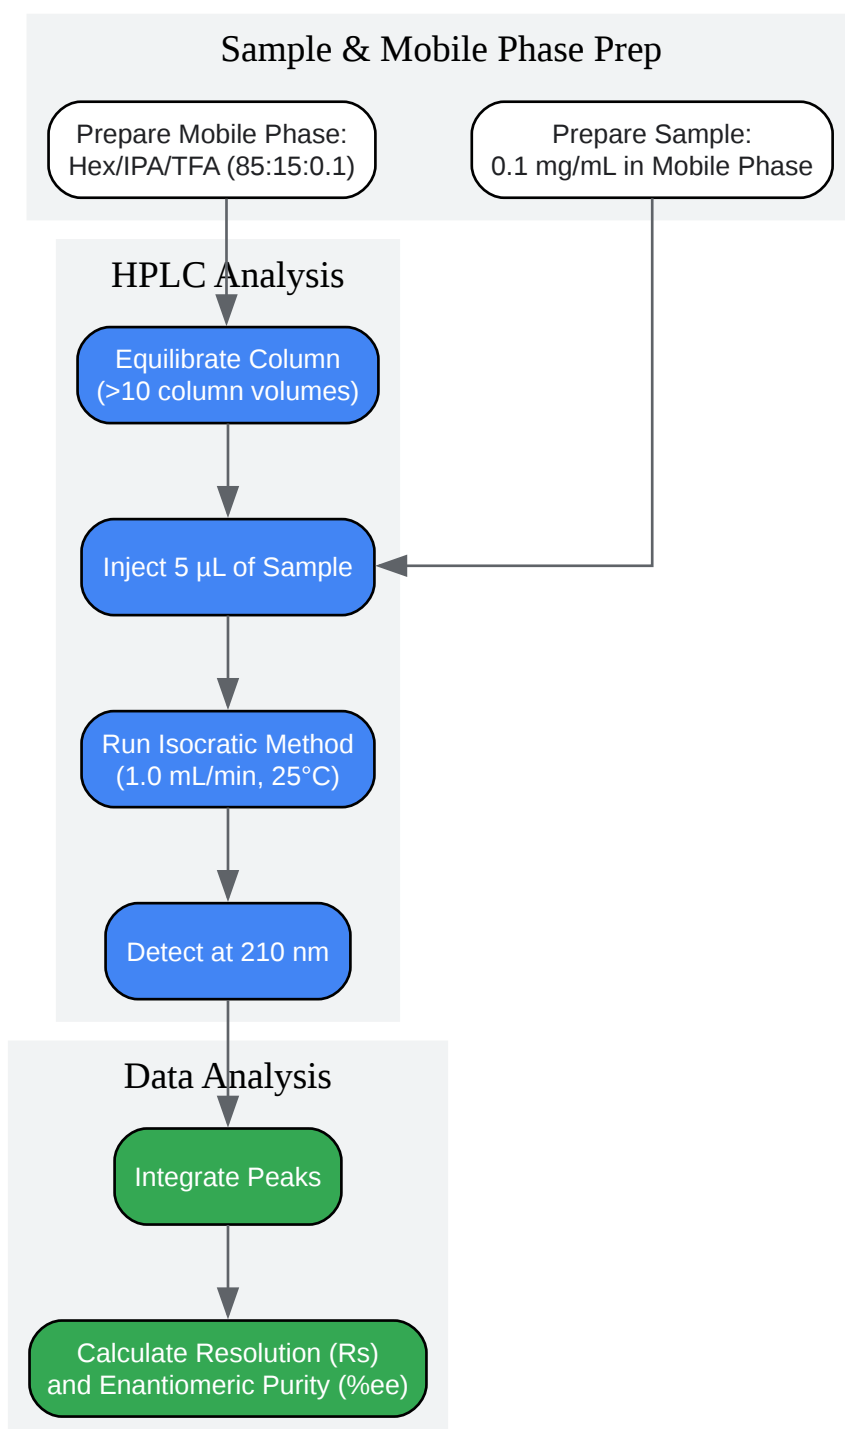 Sample & Mobile Phase Prep
Prepare Mobile Phase:
Hex/IPA/TFA (85:15:0.1)
Prepare Sample:
0.1 mg/mL in Mobile Phase
HPLC Analysis
Equilibrate Column
(>10 column volumes)
Inject 5 µL of Sample
Run Isocratic Method
(1.0 mL/min, 25°C)
Detect at 210 nm
Data Analysis
Integrate Peaks
Calculate Resolution (Rs)
and Enantiomeric Purity (%ee)